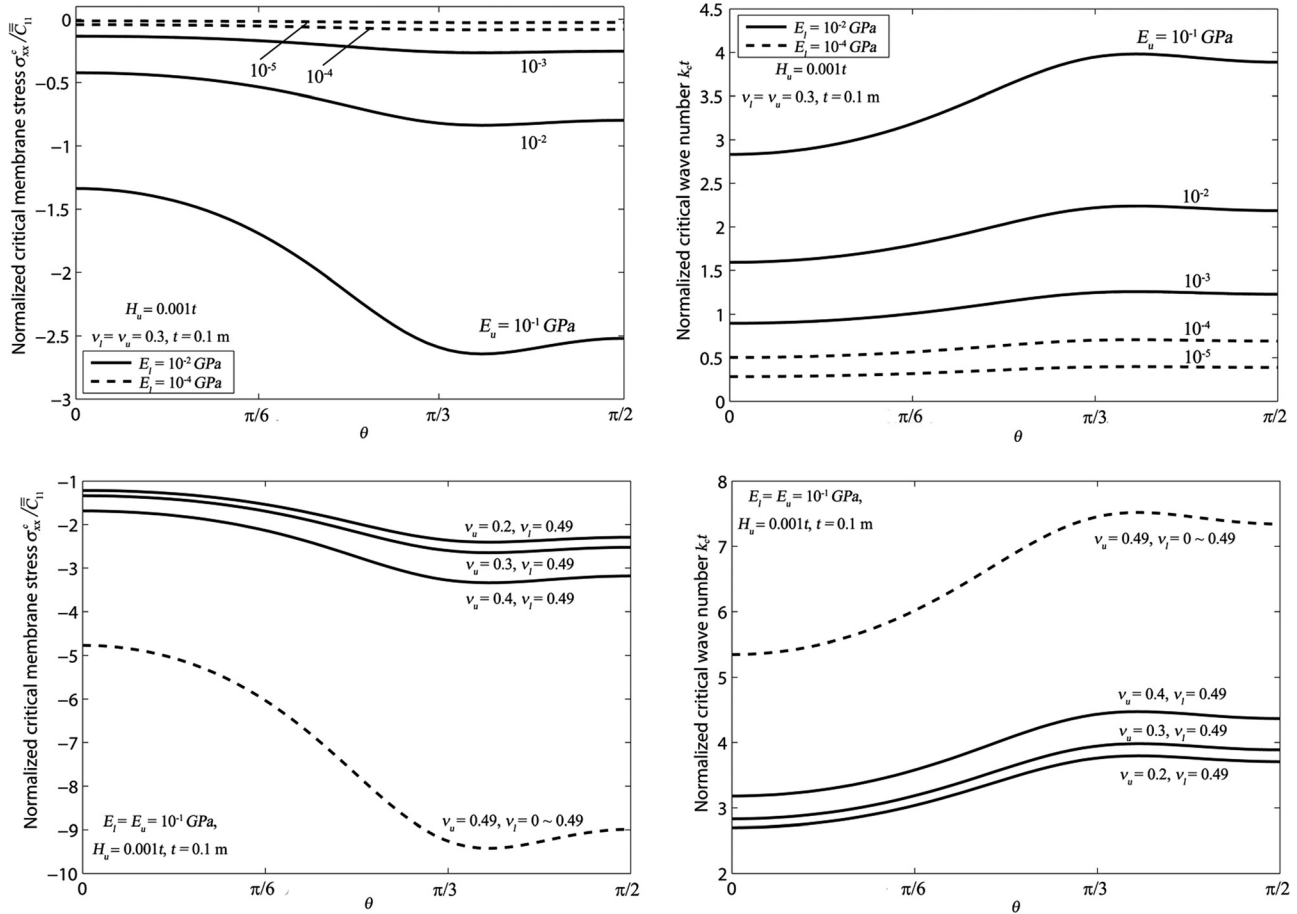 Normalized critical membrane stress σᶜₓₓ/C̿₁₁
0
−0.5
−1
−1.5
−2
−2.5
−3
10⁻⁵
10⁻⁴
10⁻³
10⁻²
E_u = 10⁻¹ GPa
H_u = 0.001t
ν_l = ν_u = 0.3, t = 0.1 m
E_l = 10⁻² GPa
E_l = 10⁻⁴ GPa
0
π/6
π/3
π/2
θ
Normalized critical wave number k_c t
4.5
4
3.5
3
2.5
2
1.5
1
0.5
0
E_l = 10⁻² GPa
E_l = 10⁻⁴ GPa
H_u = 0.001t
ν_l = ν_u = 0.3, t = 0.1 m
E_u = 10⁻¹ GPa
10⁻²
10⁻³
10⁻⁴
10⁻⁵
0
π/6
π/3
π/2
θ
Normalized critical membrane stress σᶜₓₓ/C̿₁₁
−1
−2
−3
−4
−5
−6
−7
−8
−9
−10
ν_u = 0.2, ν_l = 0.49
ν_u = 0.3, ν_l = 0.49
ν_u = 0.4, ν_l = 0.49
E_l = E_u = 10⁻¹ GPa,
H_u = 0.001t, t = 0.1 m
ν_u = 0.49, ν_l = 0 ~ 0.49
0
π/6
π/3
π/2
θ
Normalized critical wave number k_c t
8
7
6
5
4
3
2
E_l = E_u = 10⁻¹ GPa,
H_u = 0.001t, t = 0.1 m
ν_u = 0.49, ν_l = 0 ~ 0.49
ν_u = 0.4, ν_l = 0.49
ν_u = 0.3, ν_l = 0.49
ν_u = 0.2, ν_l = 0.49
0
π/6
π/3
π/2
θ